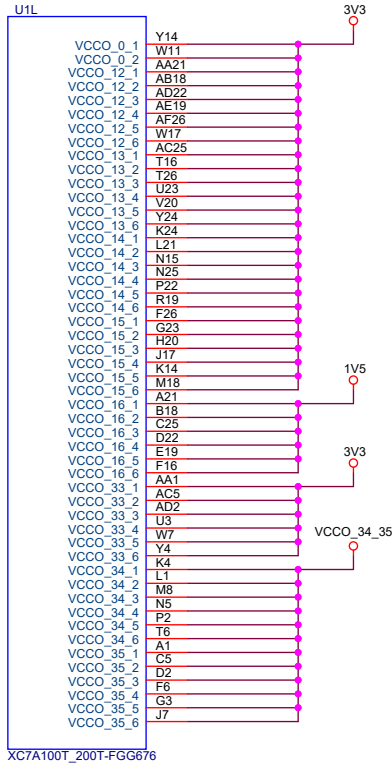 U1L 3V3
VCCO_0_1 Y14
VCCO_0_2 W11
VCCO_12_1 AA21
VCCO_12_2 AB18
VCCO_12_3 AD22
VCCO_12_4 AE19
VCCO_12_5 AF26
VCCO_12_6 W17
VCCO_13_1 AC25
VCCO_13_2 T16
VCCO_13_3 T26
VCCO_13_4 U23
VCCO_13_5 V20
VCCO_13_6 Y24
VCCO_14_1 K24
VCCO_14_2 L21
VCCO_14_3 N15
VCCO_14_4 N25
VCCO_14_5 P22
VCCO_14_6 R19
VCCO_15_1 F26
VCCO_15_2 G23
VCCO_15_3 H20
VCCO_15_4 J17
VCCO_15_5 K14 1V5
VCCO_15_6 M18
VCCO_16_1 A21
VCCO_16_2 B18
VCCO_16_3 C25
VCCO_16_4 D22
VCCO_16_5 E19 3V3
VCCO_16_6 F16
VCCO_33_1 AA1
VCCO_33_2 AC5
VCCO_33_3 AD2
VCCO_33_4 U3
VCCO_33_5 W7 VCCO_34_35
VCCO_33_6 Y4
VCCO_34_1 K4
VCCO_34_2 L1
VCCO_34_3 M8
VCCO_34_4 N5
VCCO_34_5 P2
VCCO_34_6 T6
VCCO_35_1 A1
VCCO_35_2 C5
VCCO_35_3 D2
VCCO_35_4 F6
VCCO_35_5 G3
VCCO_35_6 J7
XC7A100T_200T-FGG676